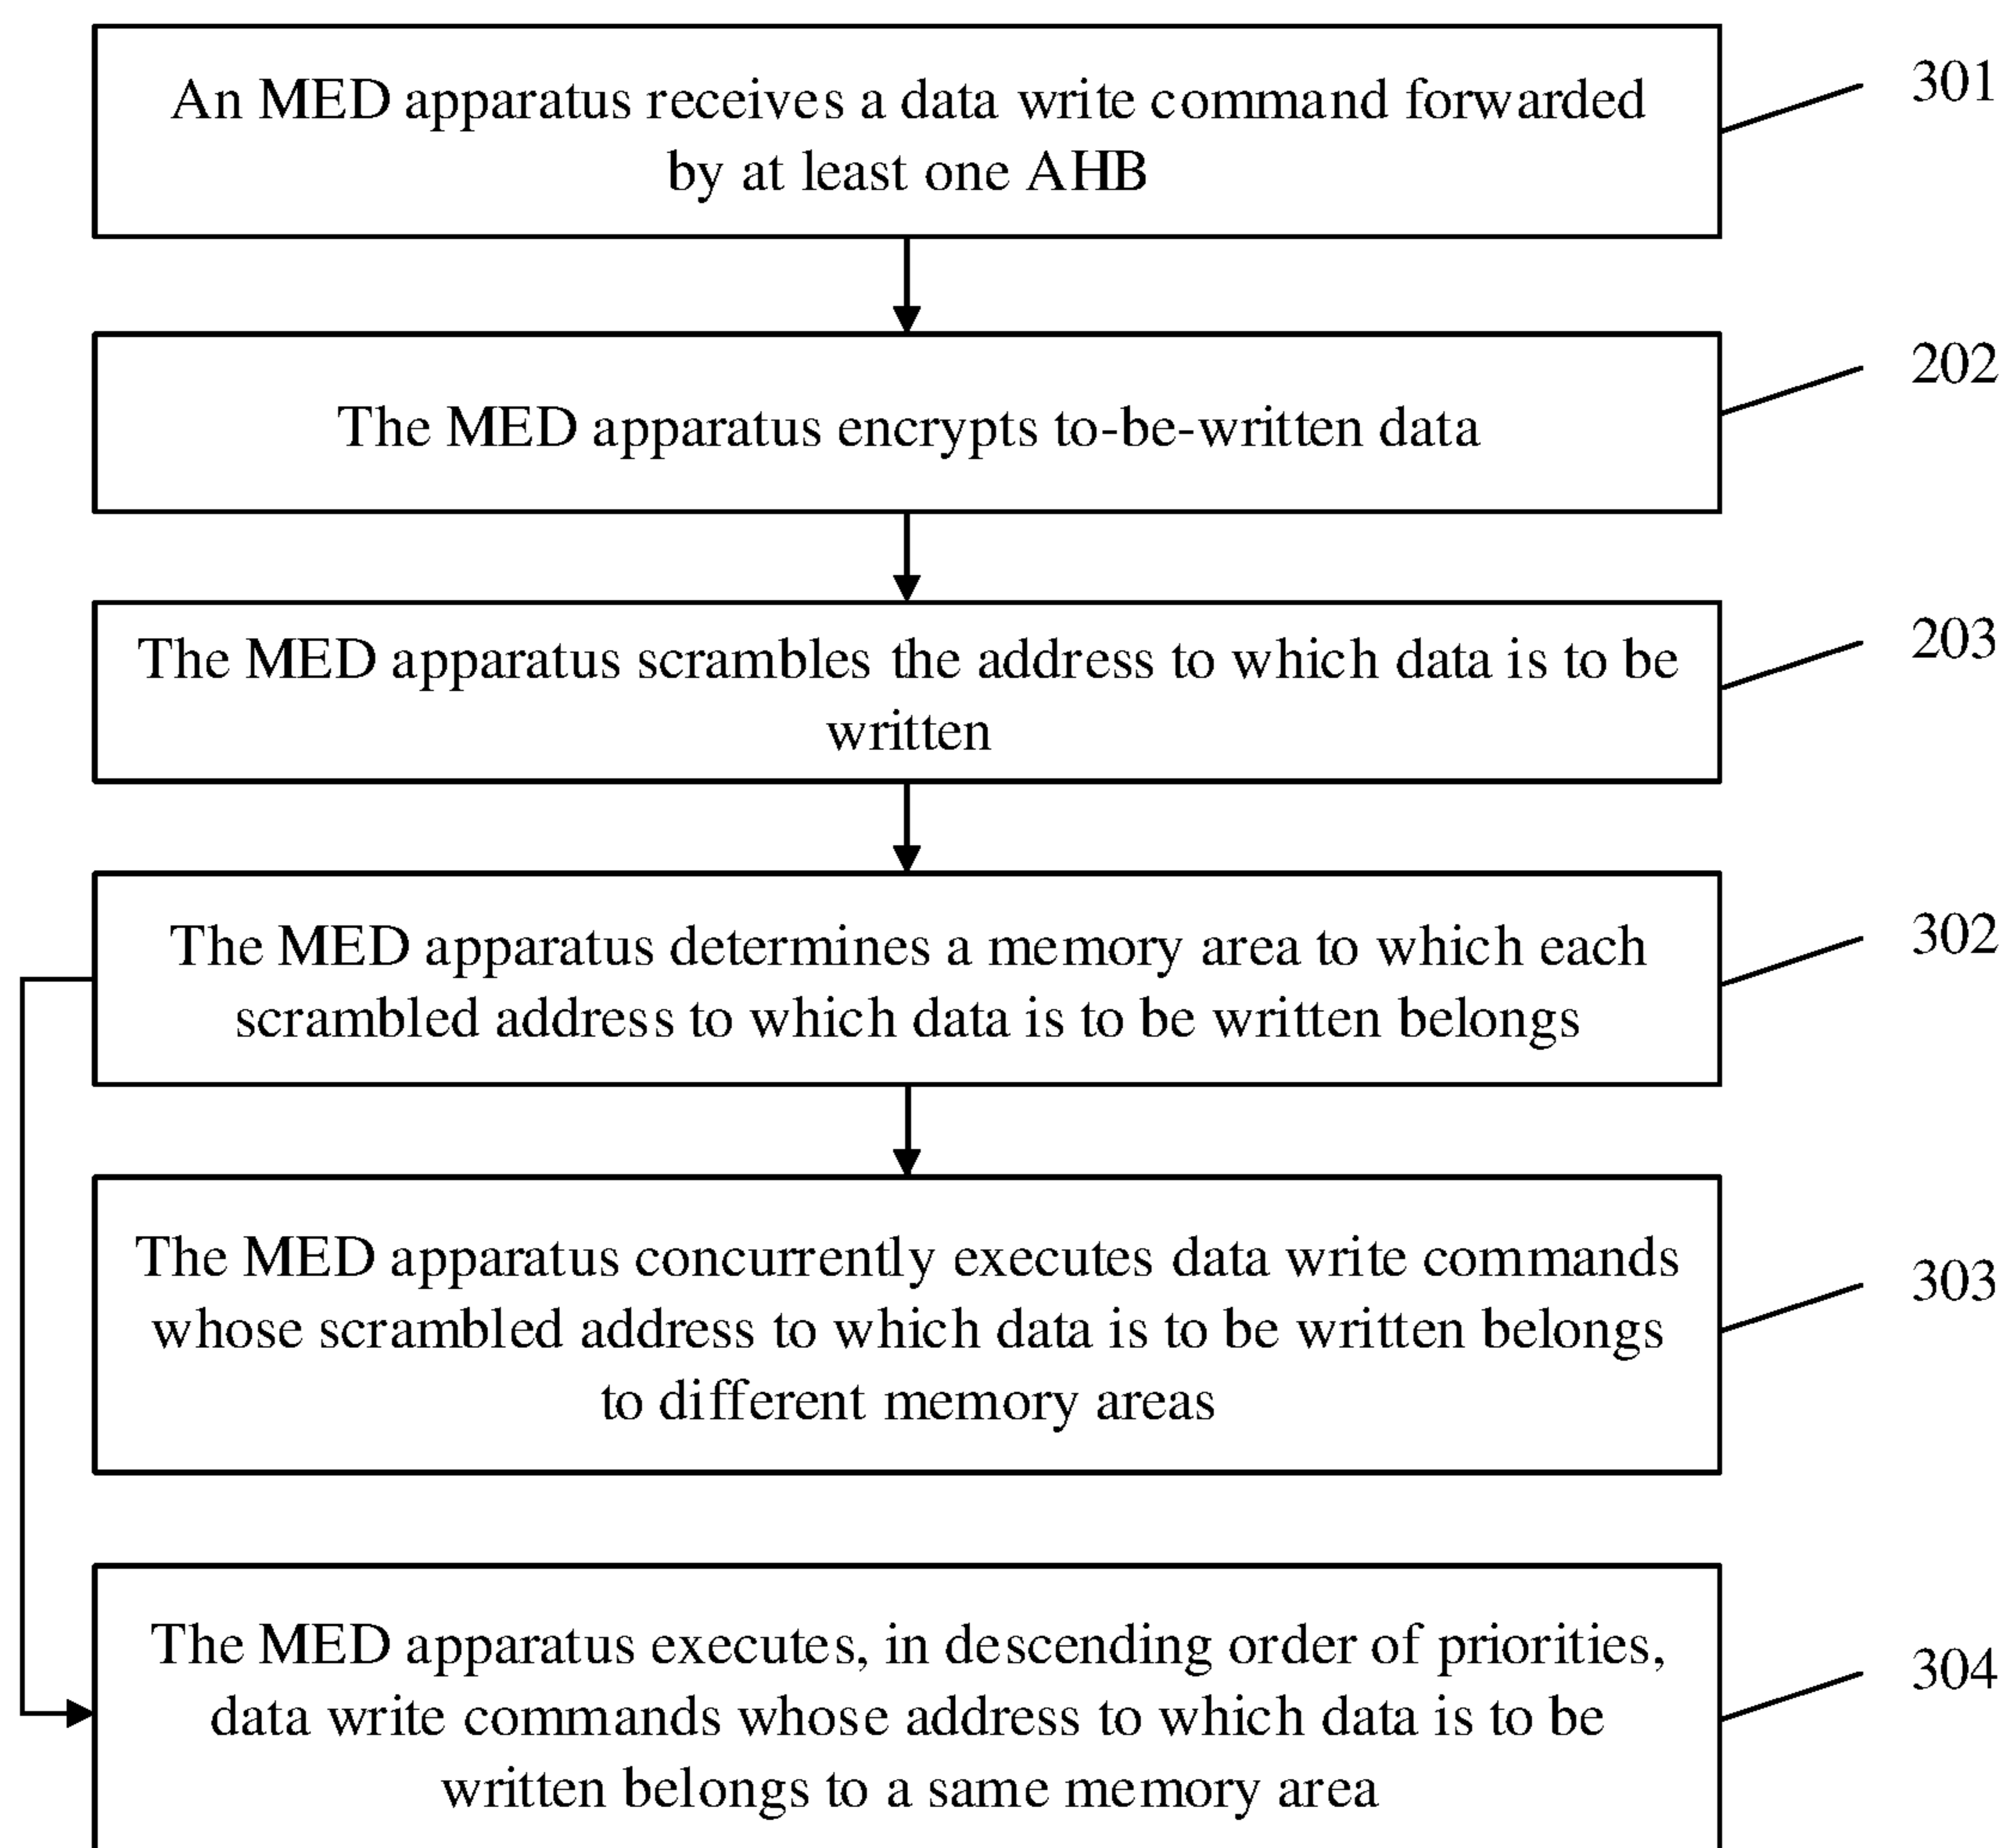 An MED apparatus receives a data write command forwarded
by at least one AHB
301
The MED apparatus encrypts to-be-written data
202
The MED apparatus scrambles the address to which data is to be
written
203
The MED apparatus determines a memory area to which each
scrambled address to which data is to be written belongs
302
The MED apparatus concurrently executes data write commands
whose scrambled address to which data is to be written belongs
to different memory areas
303
The MED apparatus executes, in descending order of priorities,
data write commands whose address to which data is to be
written belongs to a same memory area
304